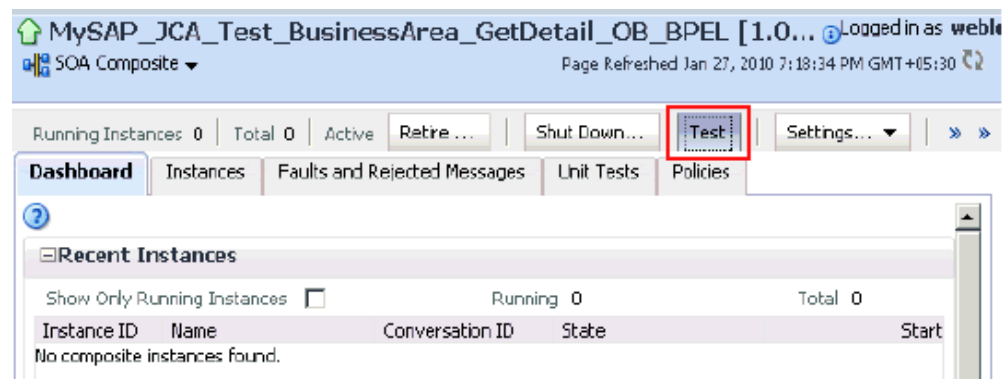 MySAP_JCA_Test_BusinessArea_GetDetail_OB_BPEL [1.0... Logged in as
SOA Composite Page Refreshed Jan 27, 2010 7:18:34 PM GMT+05:30
Running Instances 0 Total 0 Active Retire ... Shut Down... Test Settings... » »
Dashboard Instances Faults and Rejected Messages Unit Tests Policies
Recent Instances
Show Only Running Instances Running 0 Total 0
Instance ID Name Conversation ID State Start
No composite instances found.